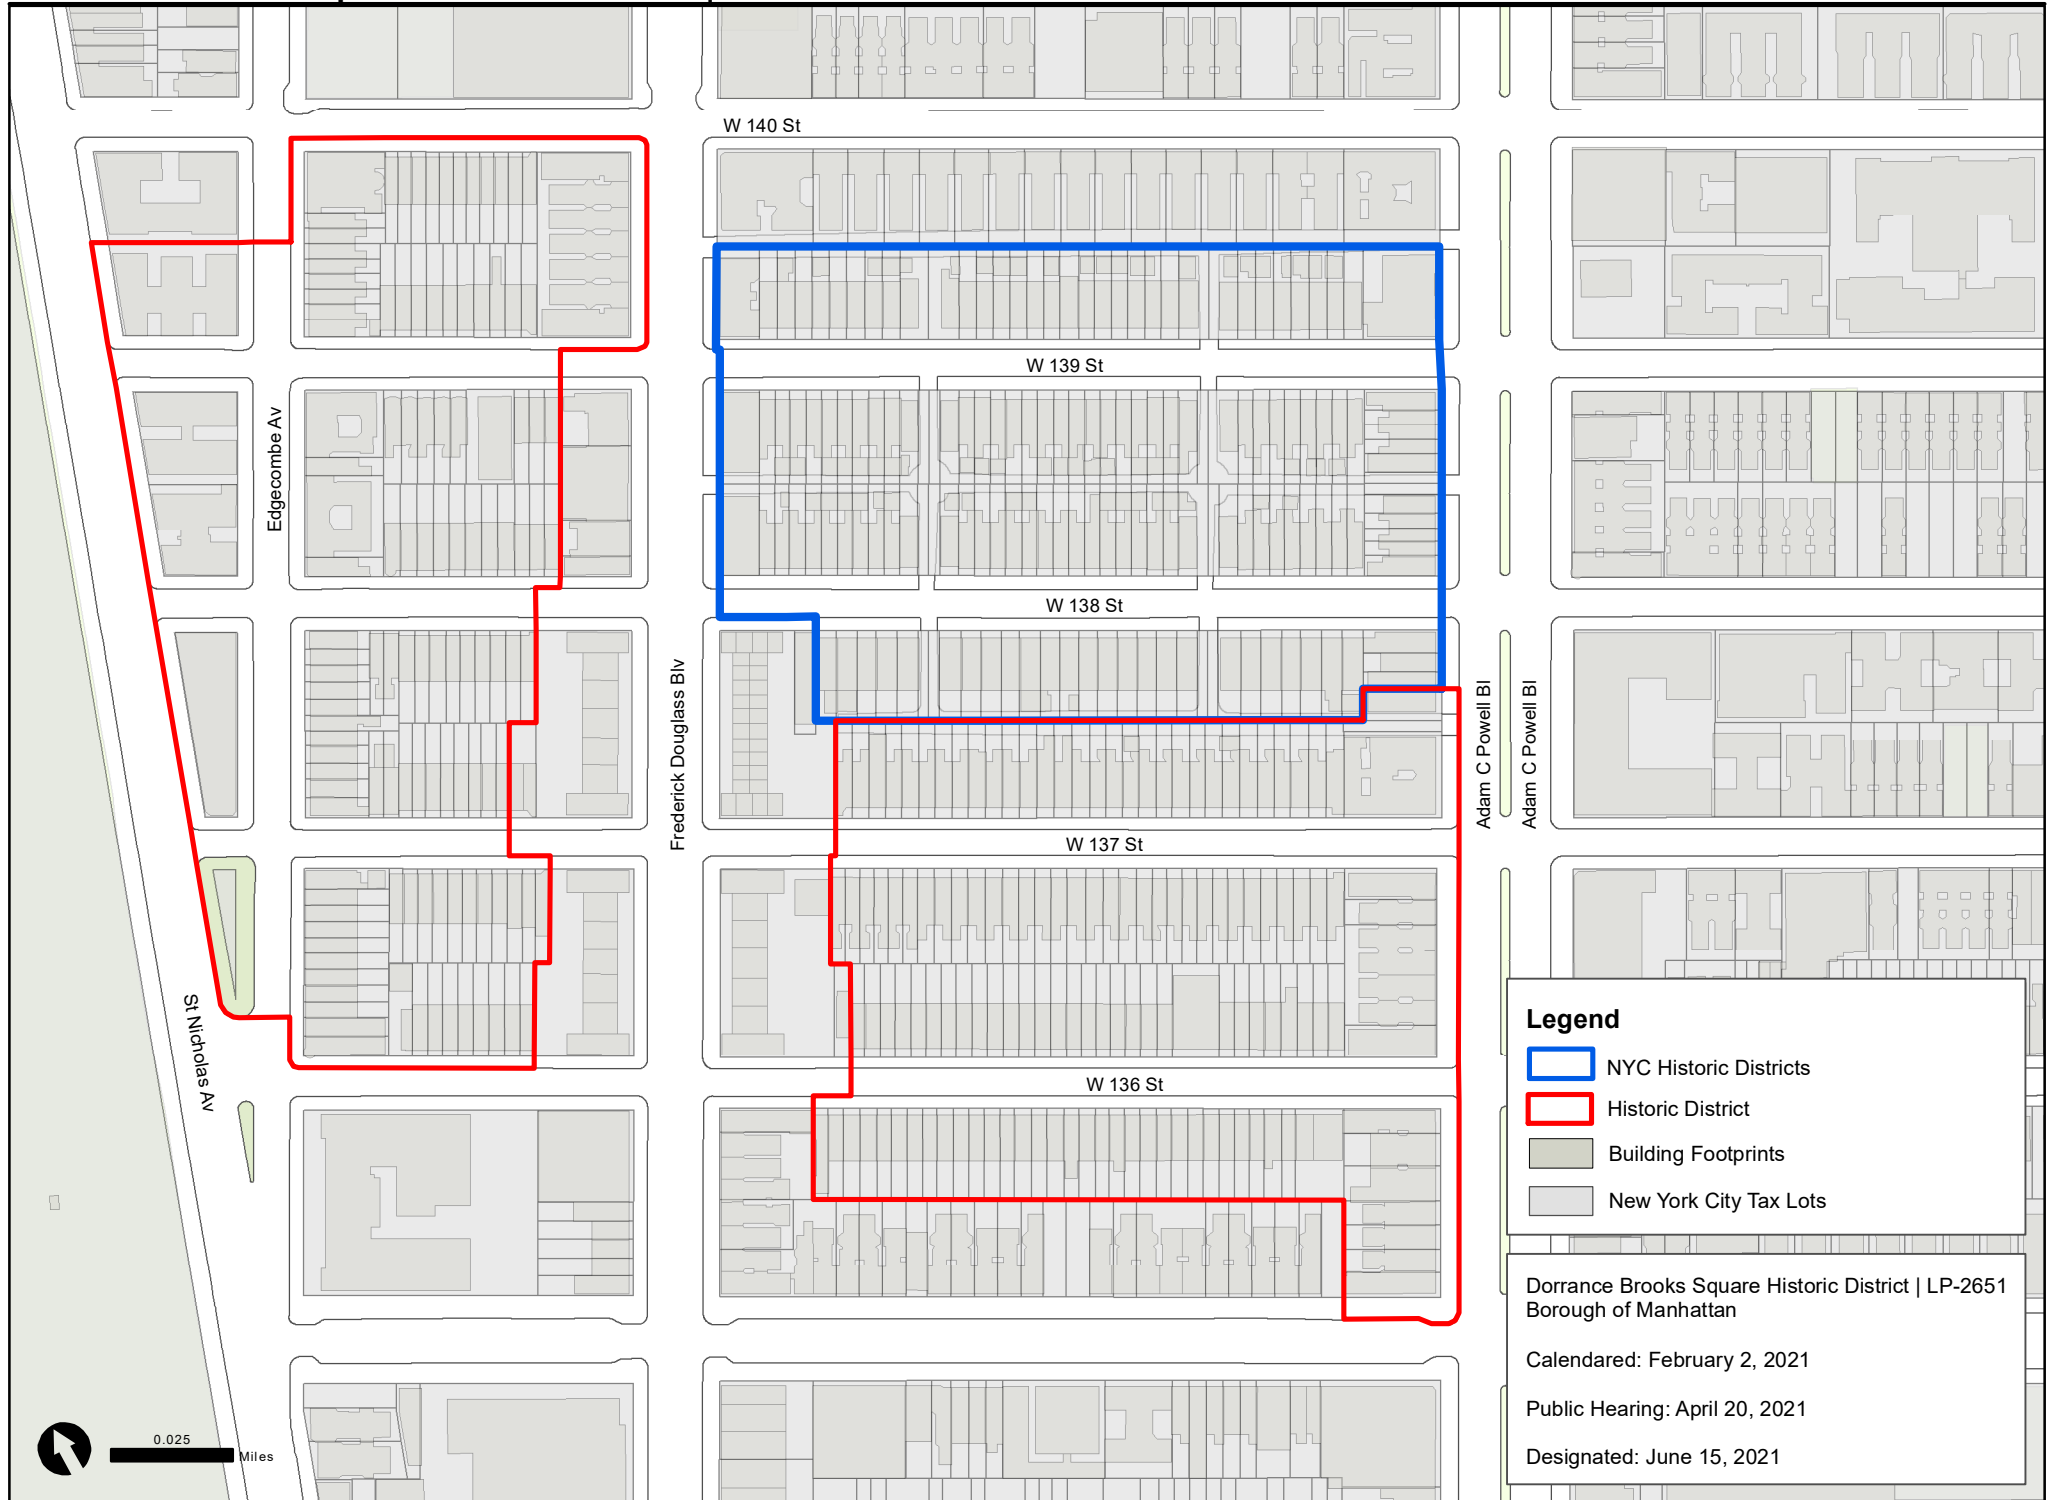 W 140 St
W 139 St
Edgecombe Av
W 138 St
Frederick Douglass Blv
Adam C Powell Bl
Adam C Powell Bl
W 137 St
St Nicholas Av
W 136 St
Legend
NYC Historic Districts
Historic District
Building Footprints
New York City Tax Lots
Dorrance Brooks Square Historic District | LP-2651
Borough of Manhattan
Calendared: February 2, 2021
Public Hearing: April 20, 2021
Designated: June 15, 2021
0.025
Miles